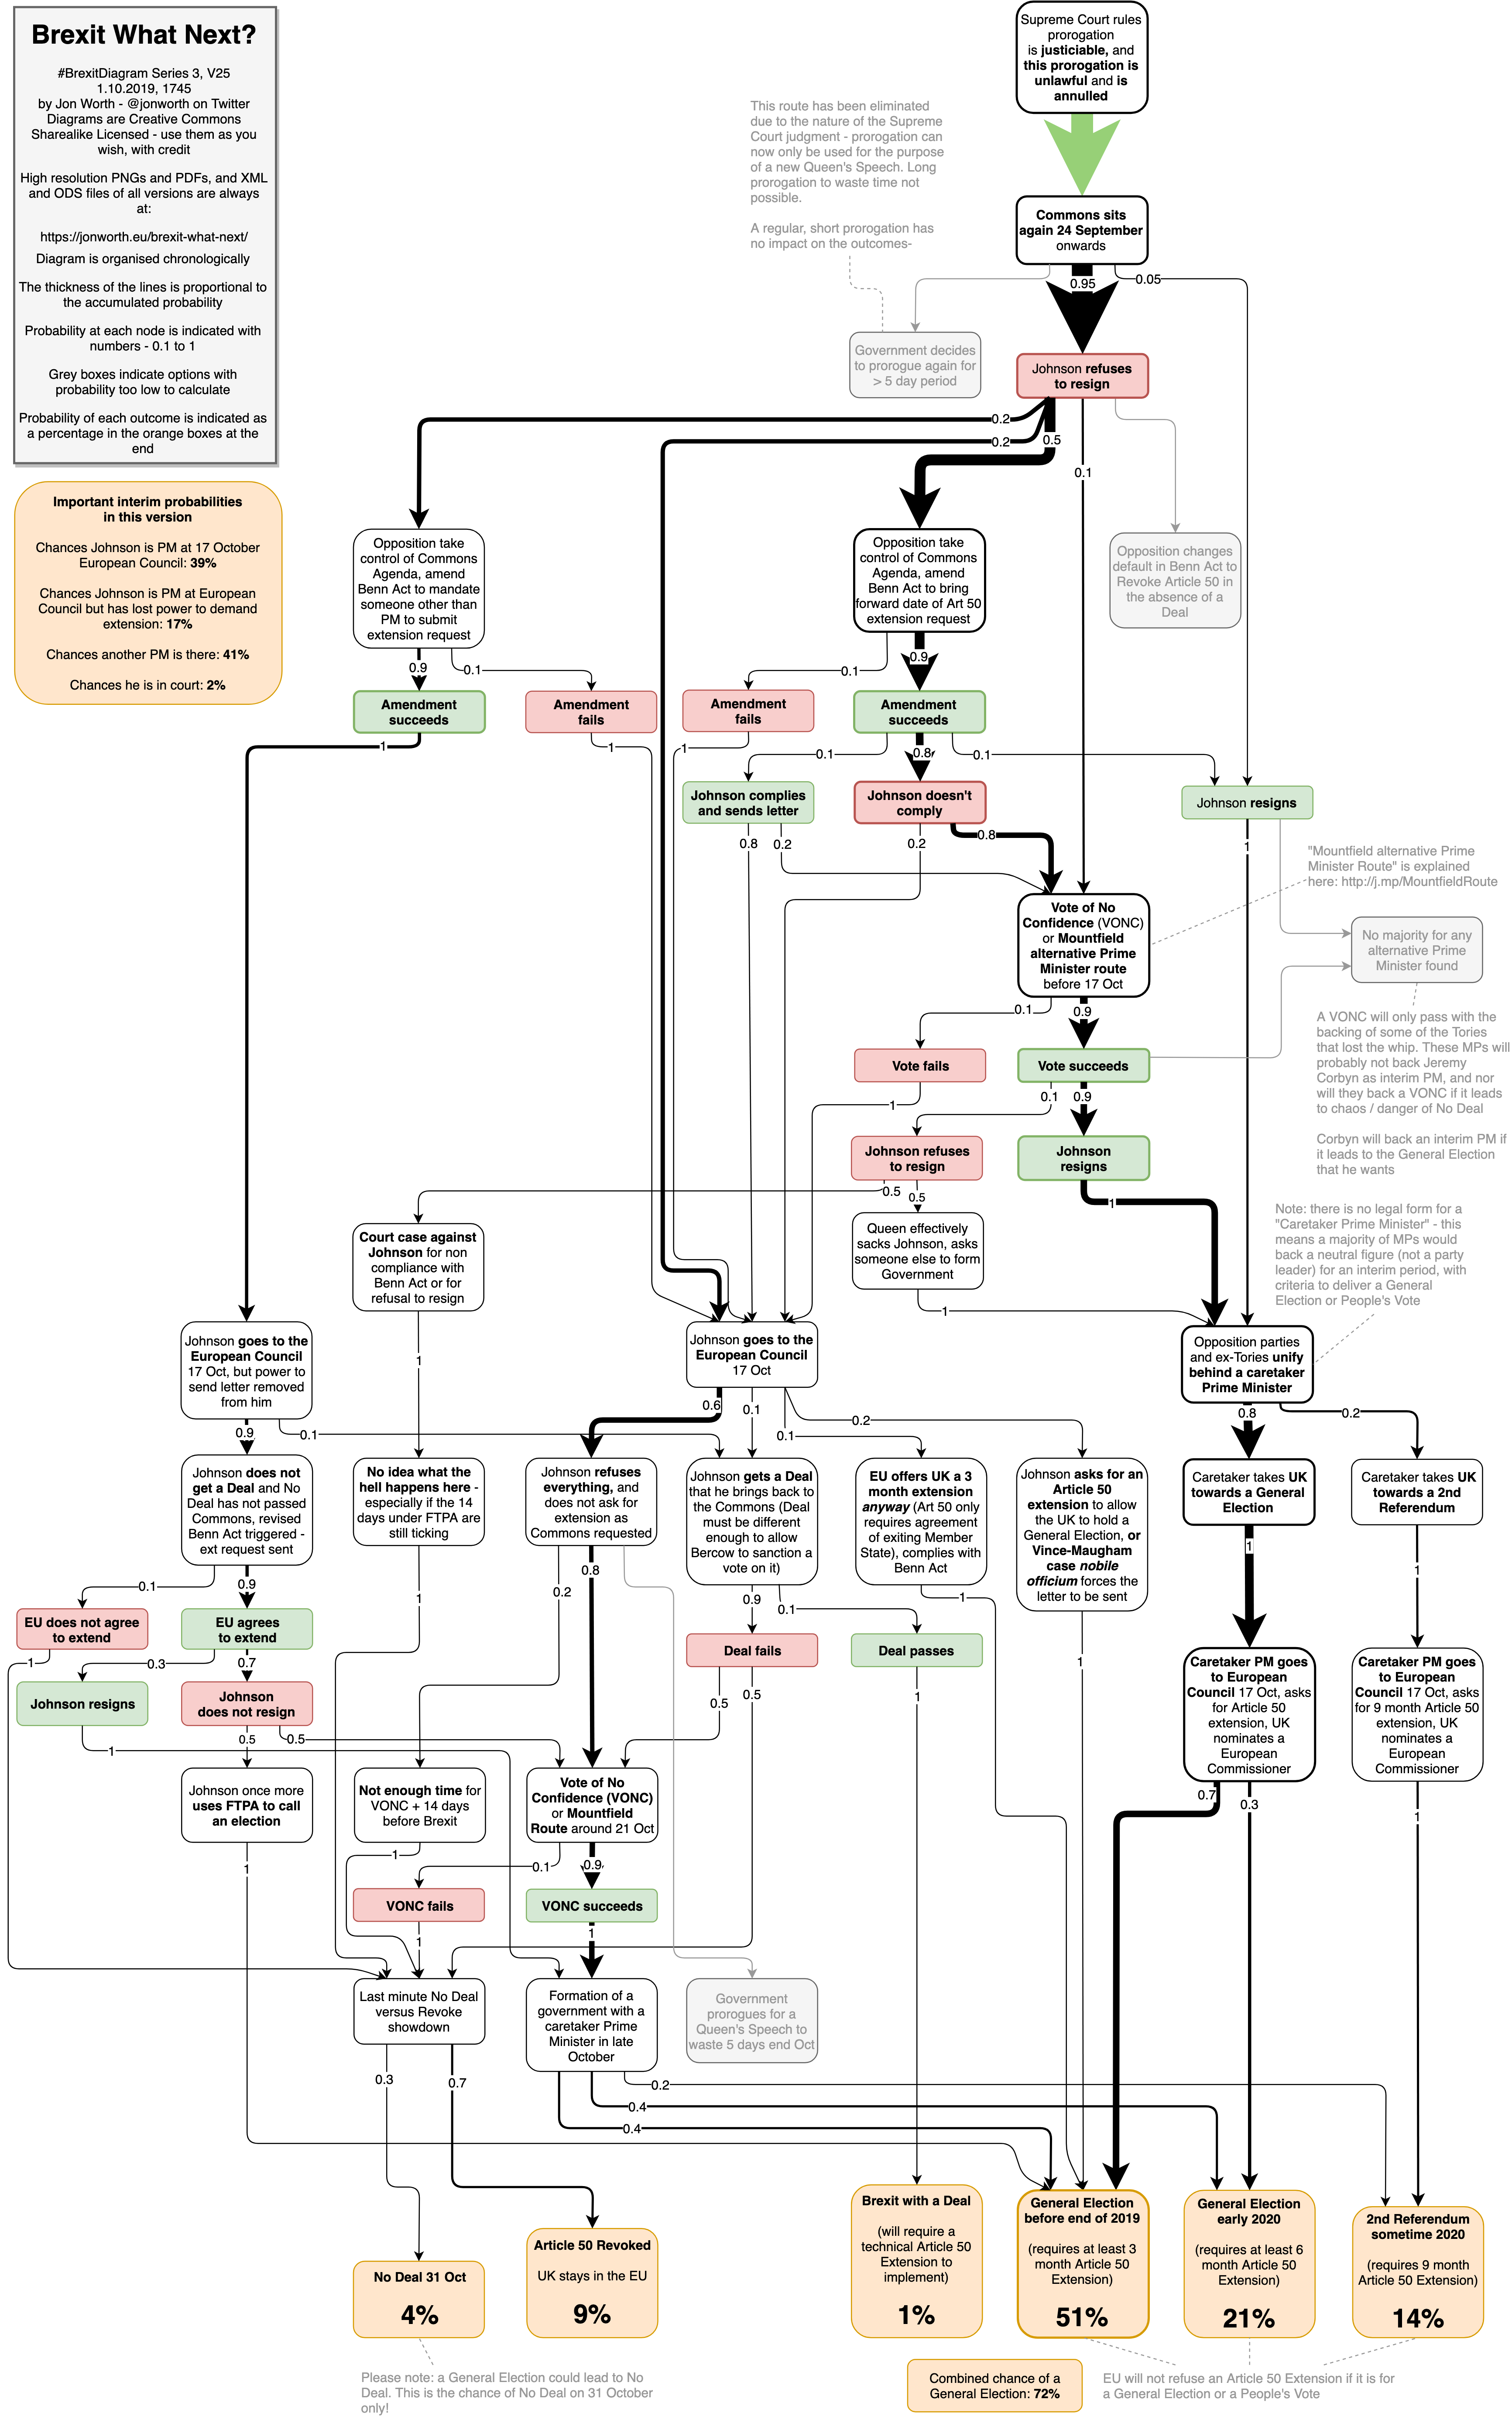 Brexit What Next?
#BrexitDiagram Series 3, V25
1.10.2019, 1745
by Jon Worth - @jonworth on Twitter
Diagrams are Creative Commons
Sharealike Licensed - use them as you
wish, with credit
High resolution PNGs and PDFs, and XML
and ODS files of all versions are always
at:
https://jonworth.eu/brexit-what-next/
Diagram is organised chronologically
The thickness of the lines is proportional to
the accumulated probability
Probability at each node is indicated with
numbers - 0.1 to 1
Grey boxes indicate options with
probability too low to calculate
Probability of each outcome is indicated as
a percentage in the orange boxes at the
end
Important interim probabilities
in this version
Chances Johnson is PM at 17 October
European Council: 39%
Chances Johnson is PM at European
Council but has lost power to demand
extension: 17%
Chances another PM is there: 41%
Chances he is in court: 2%
Supreme Court rules
prorogation
is justiciable, and
this prorogation is
unlawful and is
annulled
This route has been eliminated
due to the nature of the Supreme
Court judgment - prorogation can
now only be used for the purpose
of a new Queen's Speech. Long
prorogation to waste time not
possible.
A regular, short prorogation has
no impact on the outcomes-
Commons sits
again 24 September
onwards
0.95
0.05
Government decides
to prorogue again for
> 5 day period
Johnson refuses
to resign
0.2
0.2
0.5
0.1
Opposition take
control of Commons
Agenda, amend
Benn Act to mandate
someone other than
PM to submit
extension request
Opposition take
control of Commons
Agenda, amend
Benn Act to bring
forward date of Art 50
extension request
Opposition changes
default in Benn Act to
Revoke Article 50 in
the absence of a
Deal
0.9
0.1
0.1
0.9
Amendment
succeeds
Amendment
fails
Amendment
fails
Amendment
succeeds
1
1
1
0.1
0.8
0.1
Johnson complies
and sends letter
Johnson doesn't
comply
Johnson resigns
0.8
0.2
0.2
0.8
1
"Mountfield alternative Prime
Minister Route" is explained
here: http://j.mp/MountfieldRoute
Vote of No
Confidence (VONC)
or Mountfield
alternative Prime
Minister route
before 17 Oct
No majority for any
alternative Prime
Minister found
0.1
0.9
A VONC will only pass with the
backing of some of the Tories
that lost the whip. These MPs will
probably not back Jeremy
Corbyn as interim PM, and nor
will they back a VONC if it leads
to chaos / danger of No Deal
Corbyn will back an interim PM if
it leads to the General Election
that he wants
Vote fails
Vote succeeds
1
0.1
0.9
Johnson refuses
to resign
Johnson
resigns
0.5
0.5
1
Court case against
Johnson for non
compliance with
Benn Act or for
refusal to resign
Queen effectively
sacks Johnson, asks
someone else to form
Government
Note: there is no legal form for a
"Caretaker Prime Minister" - this
means a majority of MPs would
back a neutral figure (not a party
leader) for an interim period, with
criteria to deliver a General
Election or People's Vote
1
1
Johnson goes to the
European Council
17 Oct, but power to
send letter removed
from him
Johnson goes to the
European Council
17 Oct
Opposition parties
and ex-Tories unify
behind a caretaker
Prime Minister
0.9
0.1
0.6
0.1
0.1
0.2
0.8
0.2
Johnson does not
get a Deal and No
Deal has not passed
Commons, revised
Benn Act triggered -
ext request sent
No idea what the
hell happens here -
especially if the 14
days under FTPA are
still ticking
Johnson refuses
everything, and
does not ask for
extension as
Commons requested
Johnson gets a Deal
that he brings back to
the Commons (Deal
must be different
enough to allow
Bercow to sanction a
vote on it)
EU offers UK a 3
month extension
anyway (Art 50 only
requires agreement
of exiting Member
State), complies with
Benn Act
Johnson asks for an
Article 50
extension to allow
the UK to hold a
General Election, or
Vince-Maugham
case nobile
officium forces the
letter to be sent
Caretaker takes UK
towards a General
Election
Caretaker takes UK
towards a 2nd
Referendum
0.1
0.9
1
0.2
0.8
0.9
0.1
1
1
1
1
EU does not agree
to extend
EU agrees
to extend
Deal fails
Deal passes
1
0.3
0.7
0.5
0.5
1
Johnson resigns
Johnson
does not resign
Caretaker PM goes
to European
Council 17 Oct, asks
for Article 50
extension, UK
nominates a
European
Commissioner
Caretaker PM goes
to European
Council 17 Oct, asks
for 9 month Article 50
extension, UK
nominates a
European
Commissioner
1
0.5
0.5
Johnson once more
uses FTPA to call
an election
Not enough time for
VONC + 14 days
before Brexit
Vote of No
Confidence (VONC)
or Mountfield
Route around 21 Oct
0.7
0.3
1
1
1
0.1
0.9
VONC fails
VONC succeeds
1
1
Last minute No Deal
versus Revoke
showdown
Formation of a
government with a
caretaker Prime
Minister in late
October
Government
prorogues for a
Queen's Speech to
waste 5 days end Oct
0.3
0.7
0.2
0.4
0.4
No Deal 31 Oct
4%
Article 50 Revoked
UK stays in the EU
9%
Brexit with a Deal
(will require a
technical Article 50
Extension to
implement)
1%
General Election
before end of 2019
(requires at least 3
month Article 50
Extension)
51%
General Election
early 2020
(requires at least 6
month Article 50
Extension)
21%
2nd Referendum
sometime 2020
(requires 9 month
Article 50 Extension)
14%
Please note: a General Election could lead to No
Deal. This is the chance of No Deal on 31 October
only!
Combined chance of a
General Election: 72%
EU will not refuse an Article 50 Extension if it is for
a General Election or a People's Vote